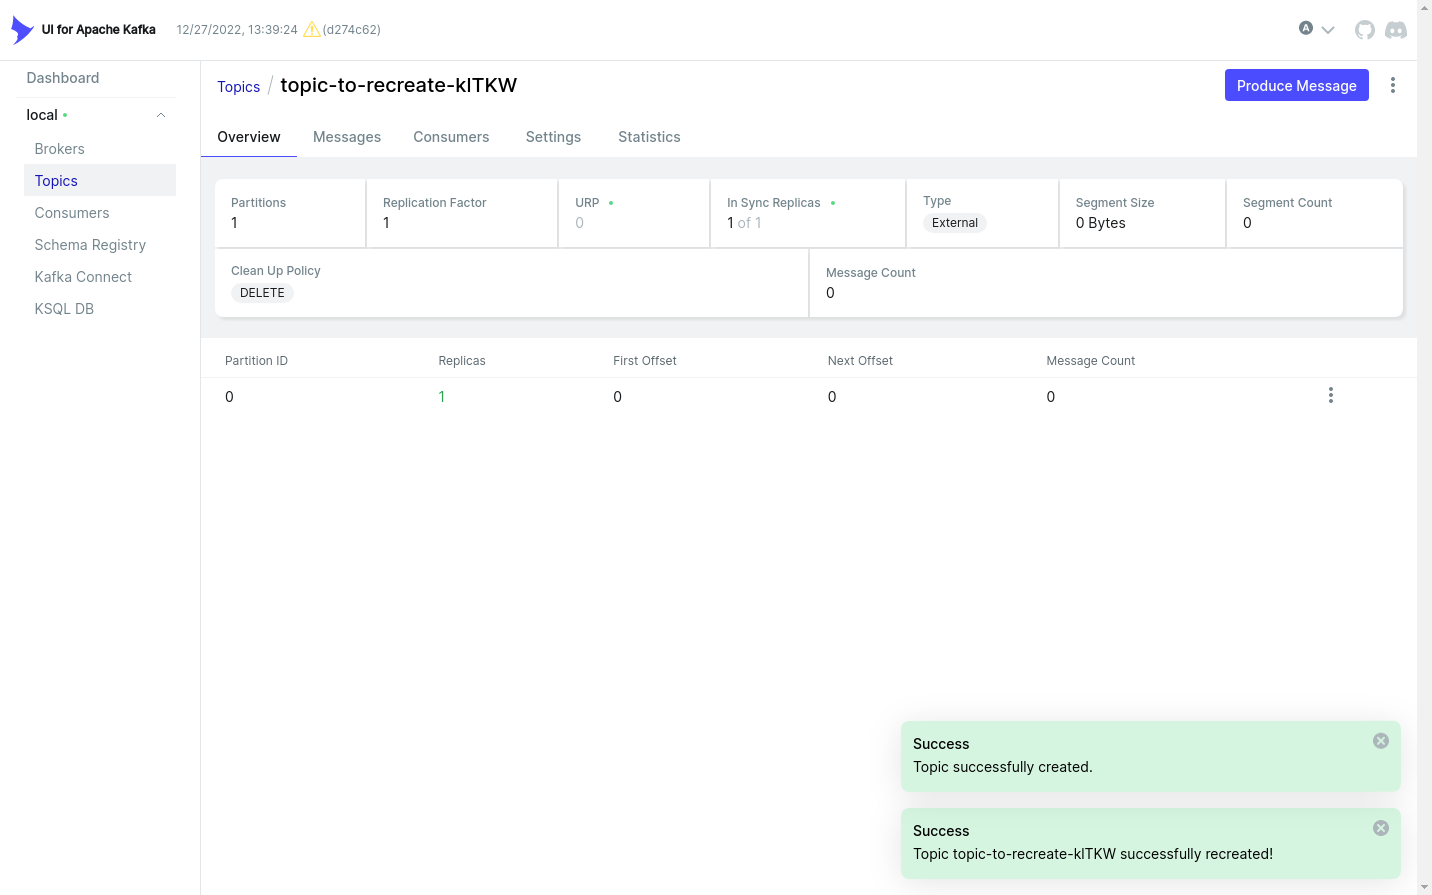 UI for Apache Kafka
12/27/2022, 13:39:24 (d274c62)
A
Dashboard
local
Brokers
Topics
Consumers
Schema Registry
Kafka Connect
KSQL DB
Topics / topic-to-recreate-klTKW
Produce Message
Overview Messages Consumers Settings Statistics
Partitions Replication Factor URP In Sync Replicas Type Segment Size Segment Count
1 1 0 1 of 1 External 0 Bytes 0
Clean Up Policy Message Count
DELETE 0
Partition ID Replicas First Offset Next Offset Message Count
0 1 0 0 0
Success
Topic successfully created.
Success
Topic topic-to-recreate-klTKW successfully recreated!